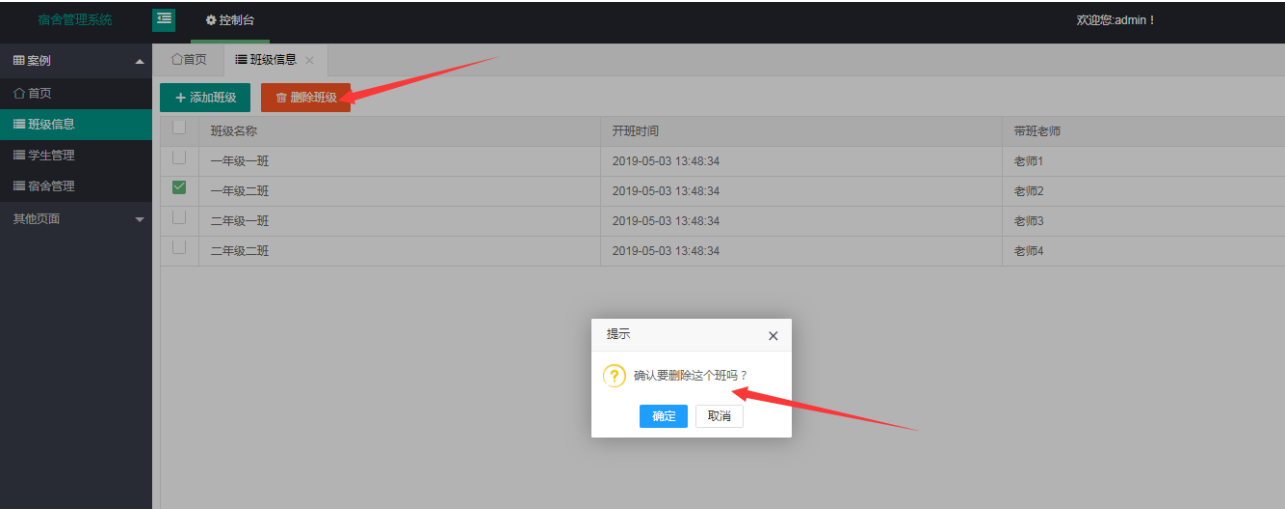 宿舍管理系统 控制台 欢迎您:admin！
案例 首页 班级信息
首页 添加班级 删除班级
班级信息
学生管理
宿舍管理
其他页面
班级名称 开班时间 带班老师
一年级一班 2019-05-03 13:48:34 老师1
一年级二班 2019-05-03 13:48:34 老师2
二年级一班 2019-05-03 13:48:34 老师3
二年级二班 2019-05-03 13:48:34 老师4
提示
确认要删除这个班吗？
确定 取消